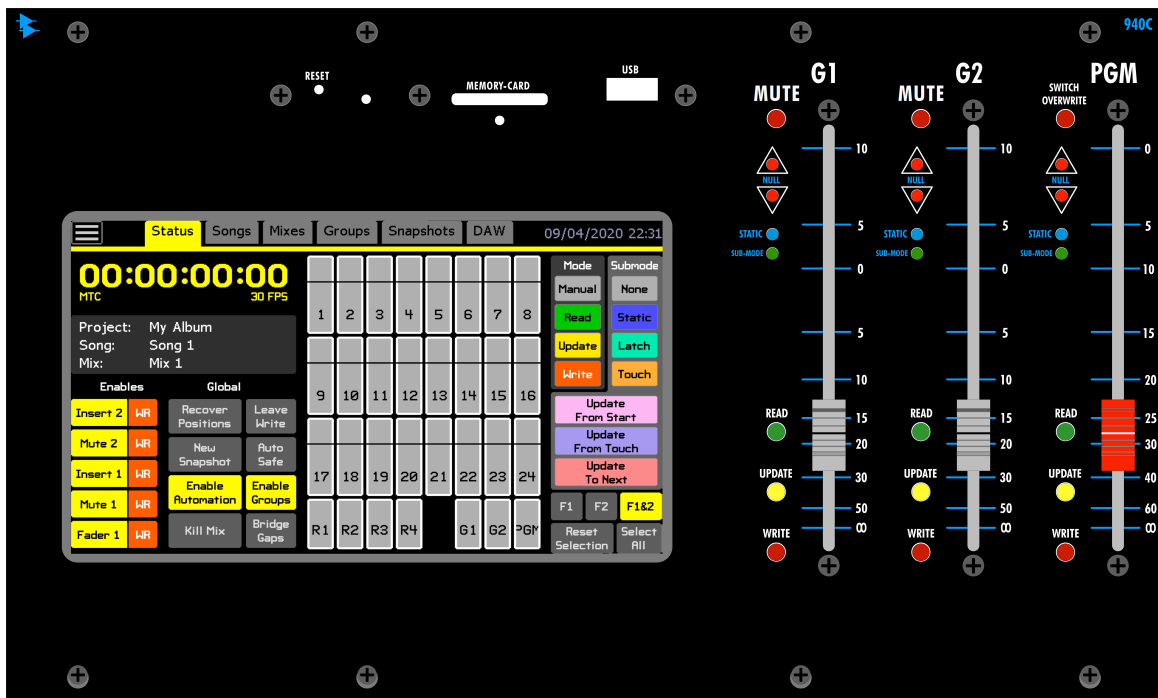 940C
RESET
MEMORY-CARD
USB
G1
G2
PGM
MUTE
MUTE
SWITCH
OVERWRITE
10
10
0
NULL
NULL
NULL
5
5
5
STATIC
STATIC
STATIC
SUB-MODE
SUB-MODE
SUB-MODE
0
0
10
5
5
15
10
10
20
READ
READ
READ
15
15
25
20
20
30
UPDATE
UPDATE
UPDATE
30
30
40
50
50
60
∞
∞
∞
WRITE
WRITE
WRITE
Status Songs Mixes Groups Snapshots DAW 09/04/2020 22:31
00:00:00:00
MTC 30 FPS
Project: My Album
Song: Song 1
Mix: Mix 1
Enables Global
Insert 2 WR
Mute 2 WR
Insert 1 WR
Mute 1 WR
Fader 1 WR
Recover
Positions
Leave
Write
New
Snapshot
Auto
Safe
Enable
Automation
Enable
Groups
Kill Mix
Bridge
Gaps
1 2 3 4 5 6 7 8
9 10 11 12 13 14 15 16
17 18 19 20 21 22 23 24
R1 R2 R3 R4 G1 G2 PGM
Mode Submode
Manual None
Read Static
Update Latch
Write Touch
Update
From Start
Update
From Touch
Update
To Next
F1 F2 F1&2
Reset
Selection
Select
All